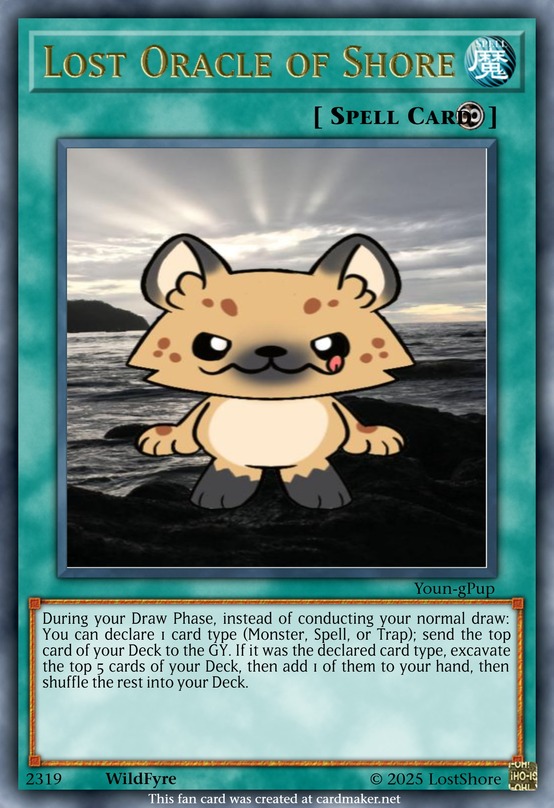 Lost Oracle of Shore
SPELL
魔
[ Spell Card ]
Youn-gPup
During your Draw Phase, instead of conducting your normal draw:
You can declare 1 card type (Monster, Spell, or Trap); send the top
card of your Deck to the GY. If it was the declared card type, excavate
the top 5 cards of your Deck, then add 1 of them to your hand, then
shuffle the rest into your Deck.
2319 WildFyre © 2025 LostShore
This fan card was created at cardmaker.net